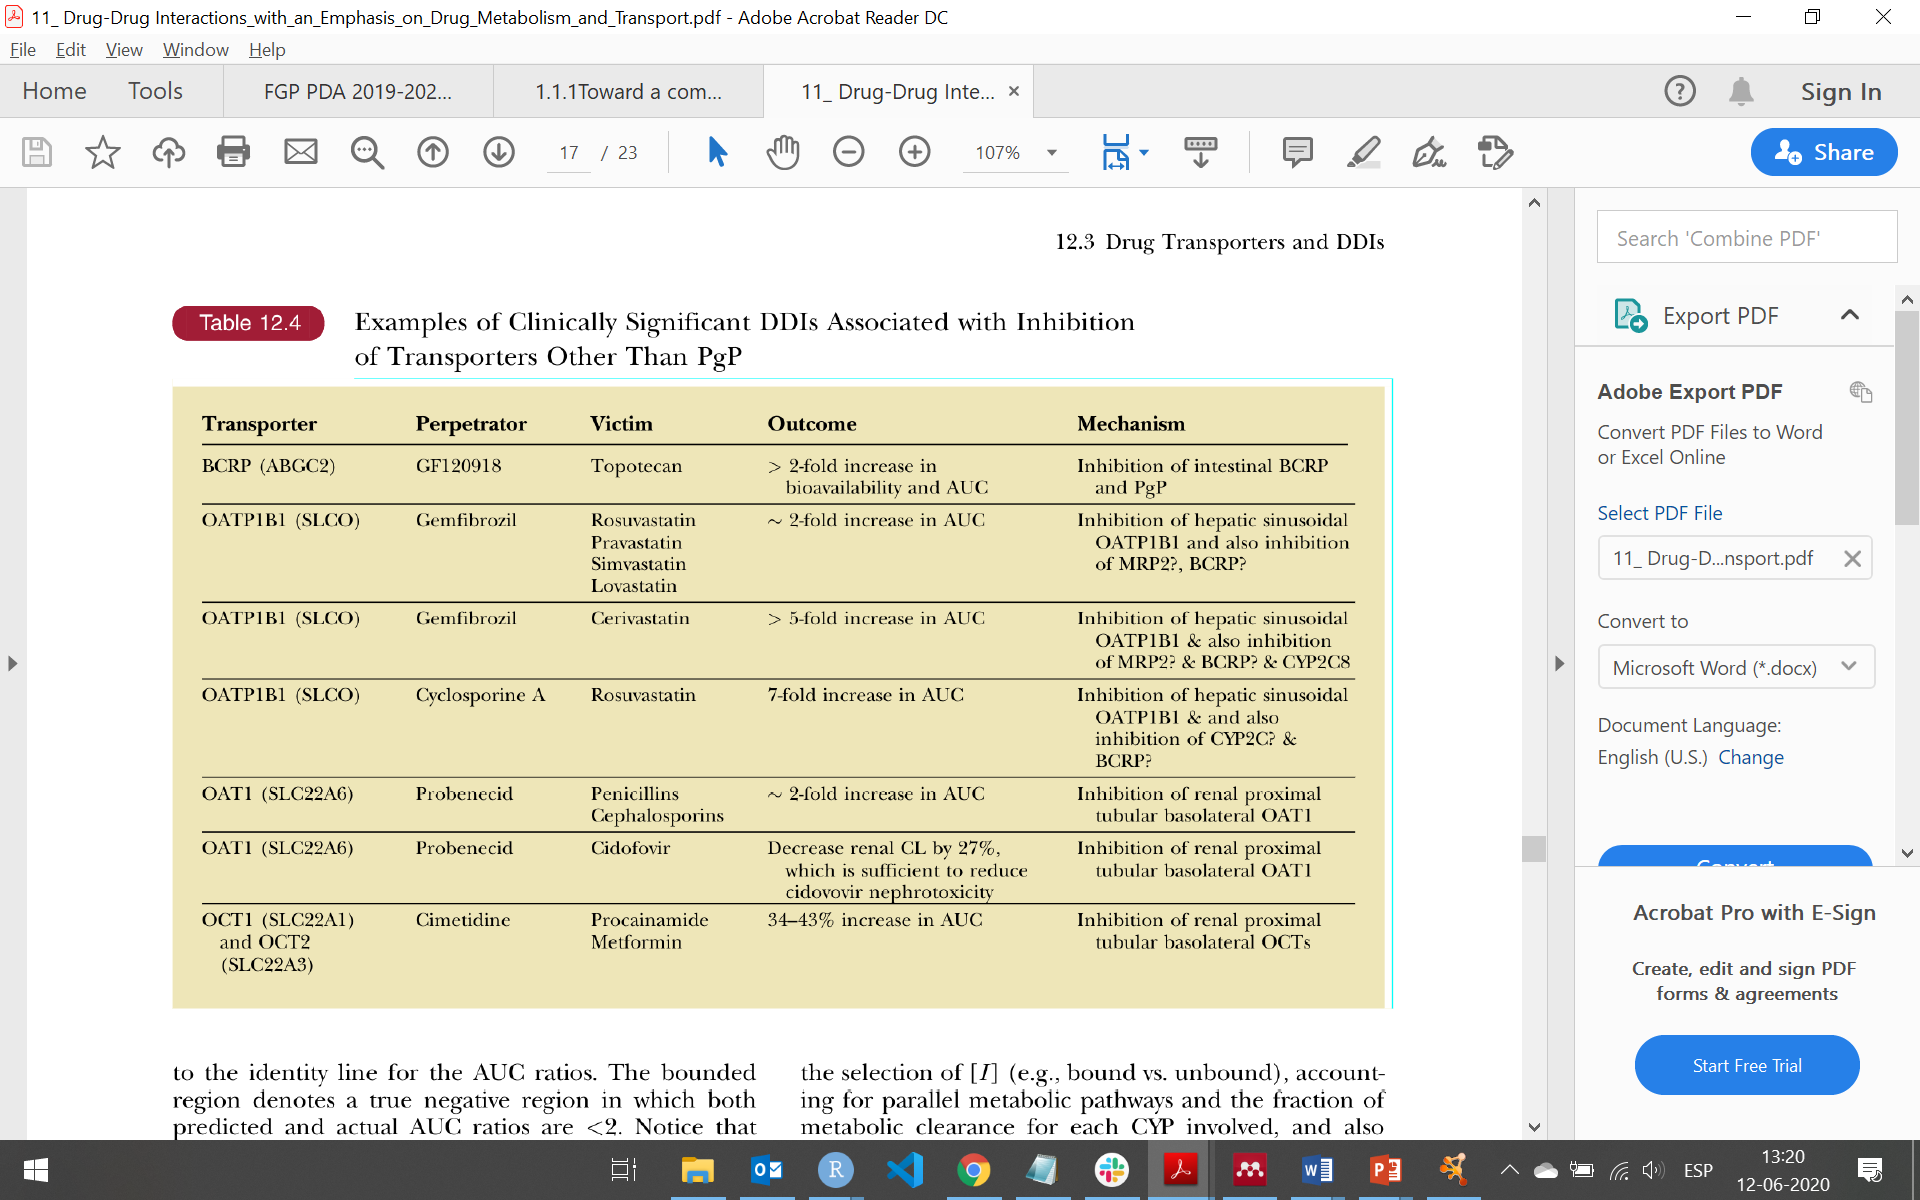 11_ Drug-Drug Interactions_with_an_Emphasis_on_Drug_Metabolism_and_Transport.pdf - Adobe Acrobat Reader DC
File Edit View Window Help
Home Tools FGP PDA 2019-202... 1.1.1Toward a com... 11_ Drug-Drug Inte... × Sign In
17 / 23 107% Share
12.3 Drug Transporters and DDIs
Table 12.4 Examples of Clinically Significant DDIs Associated with Inhibition
of Transporters Other Than PgP
Transporter Perpetrator Victim Outcome Mechanism
BCRP (ABGC2) GF120918 Topotecan > 2-fold increase in Inhibition of intestinal BCRP
bioavailability and AUC and PgP
OATP1B1 (SLCO) Gemfibrozil Rosuvastatin ~ 2-fold increase in AUC Inhibition of hepatic sinusoidal
Pravastatin OATP1B1 and also inhibition
Simvastatin of MRP2?, BCRP?
Lovastatin
OATP1B1 (SLCO) Gemfibrozil Cerivastatin > 5-fold increase in AUC Inhibition of hepatic sinusoidal
OATP1B1 & also inhibition
of MRP2? & BCRP? & CYP2C8
OATP1B1 (SLCO) Cyclosporine A Rosuvastatin 7-fold increase in AUC Inhibition of hepatic sinusoidal
OATP1B1 & and also
inhibition of CYP2C? &
BCRP?
OAT1 (SLC22A6) Probenecid Penicillins ~ 2-fold increase in AUC Inhibition of renal proximal
Cephalosporins tubular basolateral OAT1
OAT1 (SLC22A6) Probenecid Cidofovir Decrease renal CL by 27%, Inhibition of renal proximal
which is sufficient to reduce tubular basolateral OAT1
cidovovir nephrotoxicity
OCT1 (SLC22A1) Cimetidine Procainamide 34–43% increase in AUC Inhibition of renal proximal
and OCT2 Metformin tubular basolateral OCTs
(SLC22A3)
to the identity line for the AUC ratios. The bounded
region denotes a true negative region in which both
predicted and actual AUC ratios are <2. Notice that
the selection of [I] (e.g., bound vs. unbound), account-
ing for parallel metabolic pathways and the fraction of
metabolic clearance for each CYP involved, and also
Search 'Combine PDF'
Export PDF
Adobe Export PDF
Convert PDF Files to Word
or Excel Online
Select PDF File
11_ Drug-D...nsport.pdf
Convert to
Microsoft Word (*.docx)
Document Language:
English (U.S.) Change
Convert
Acrobat Pro with E-Sign
Create, edit and sign PDF
forms & agreements
Start Free Trial
ESP 13:20
12-06-2020